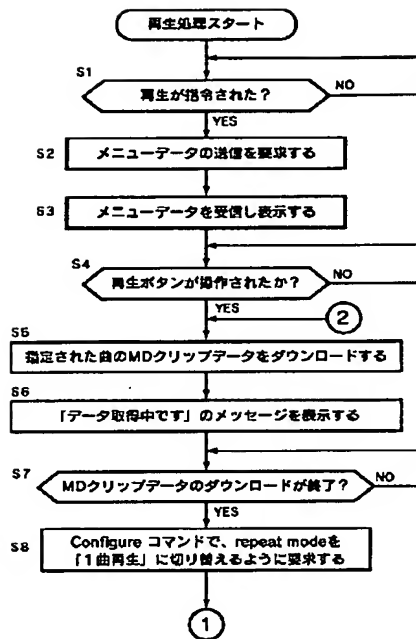 再生処理スタート
S1
再生が指令された?
NO
YES
S2
メニューデータの送信を要求する
S3
メニューデータを受信し表示する
S4
再生ボタンが操作されたか?
NO
YES
2
S5
指定された曲のMDクリップデータをダウンロードする
S6
「データ取得中です」のメッセージを表示する
S7
MDクリップデータのダウンロードが終了?
NO
YES
S8
Configure コマンドで、repeat modeを
「1曲再生」に切り替えるように要求する
1